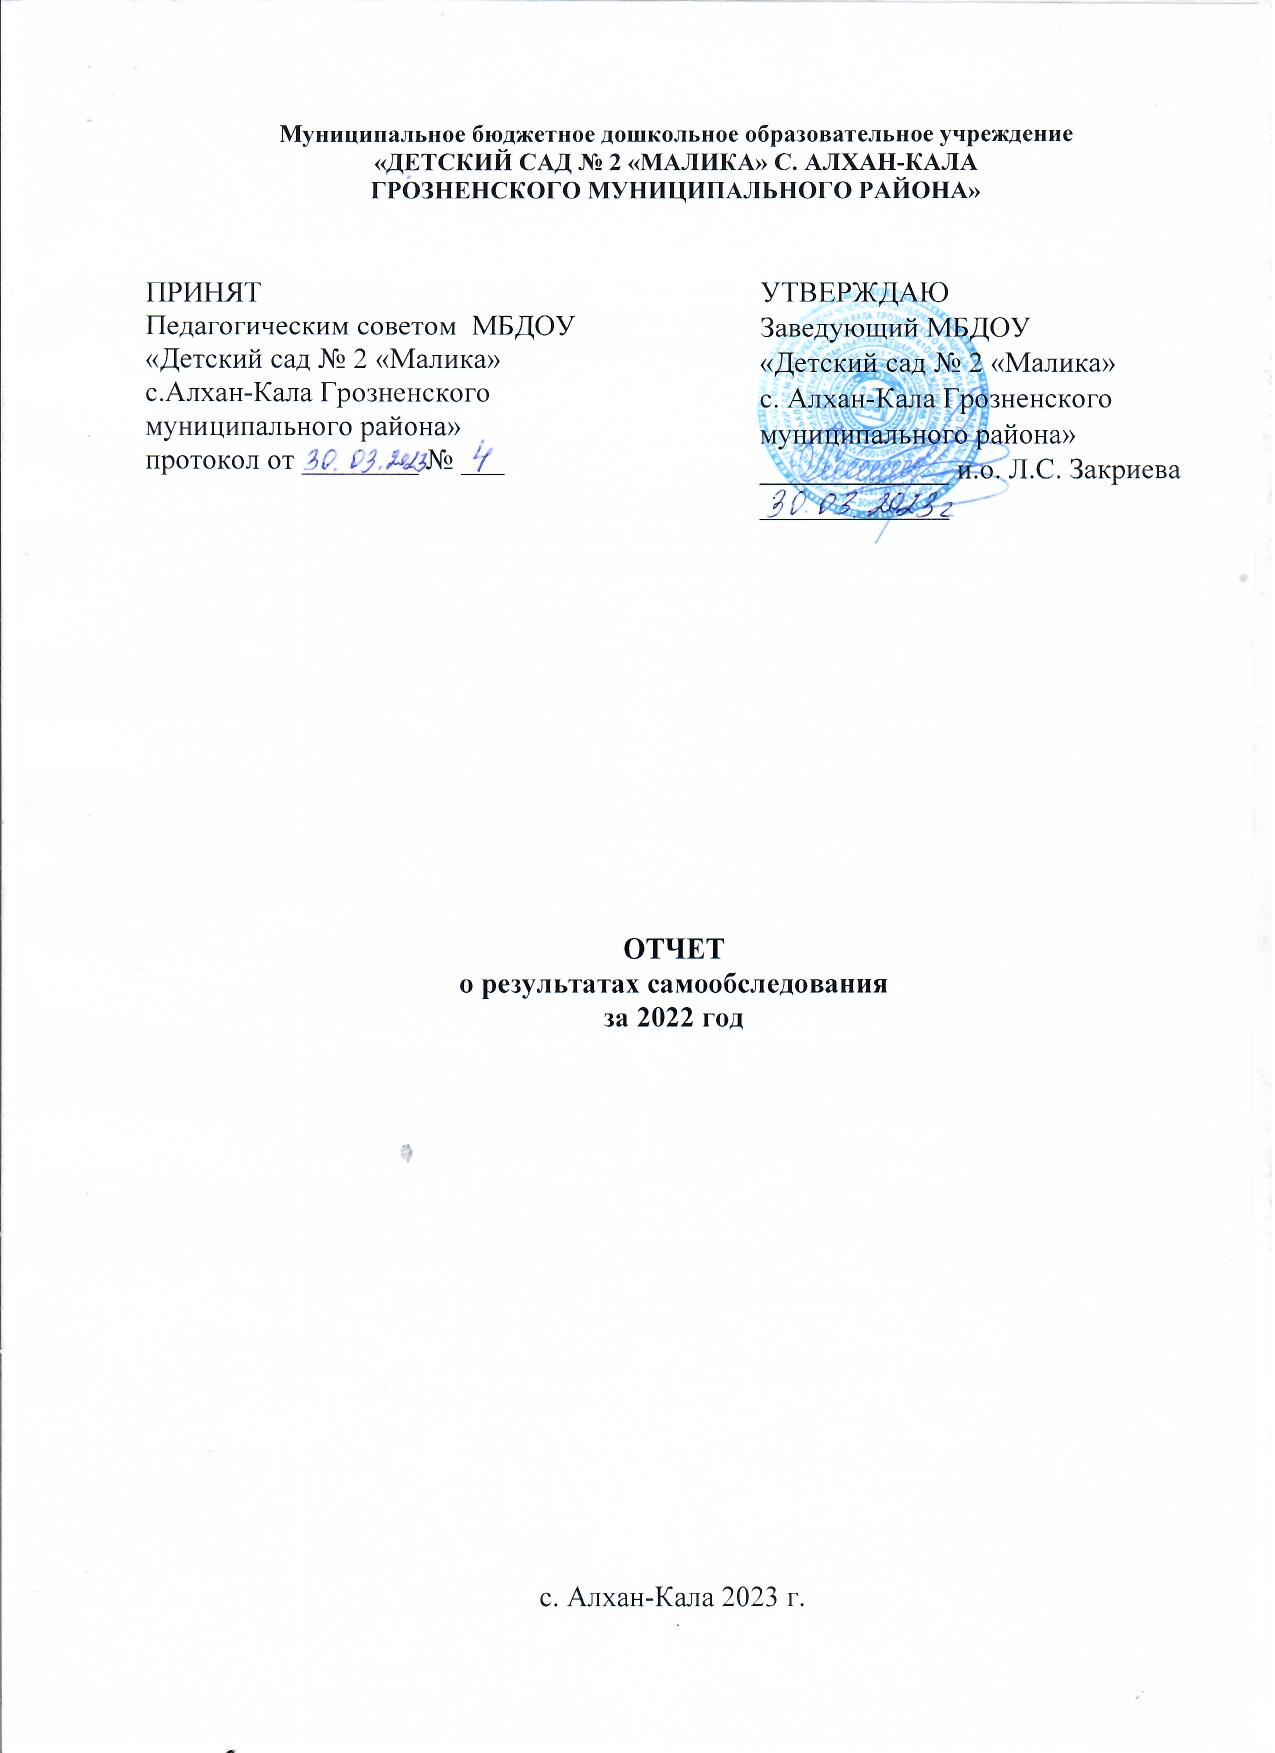 Муниципальное бюджетное дошкольное образовательное учреждение
«ДЕТСКИЙ САД № 2 «МАЛИКА» С. АЛХАН-КАЛА
ГРОЗНЕНСКОГО МУНИЦИПАЛЬНОГО РАЙОНА»
ПРИНЯТ
Педагогическим советом МБДОУ
«Детский сад № 2 «Малика»
с.Алхан-Кала Грозненского
муниципального района»
протокол от 30.03.2023 № 4
УТВЕРЖДАЮ
Заведующий МБДОУ
«Детский сад № 2 «Малика»
с. Алхан-Кала Грозненского
муниципального района»
и.о. Л.С. Закриева
30.03.2023г
ОТЧЕТ
о результатах самообследования
за 2022 год
с. Алхан-Кала 2023 г.